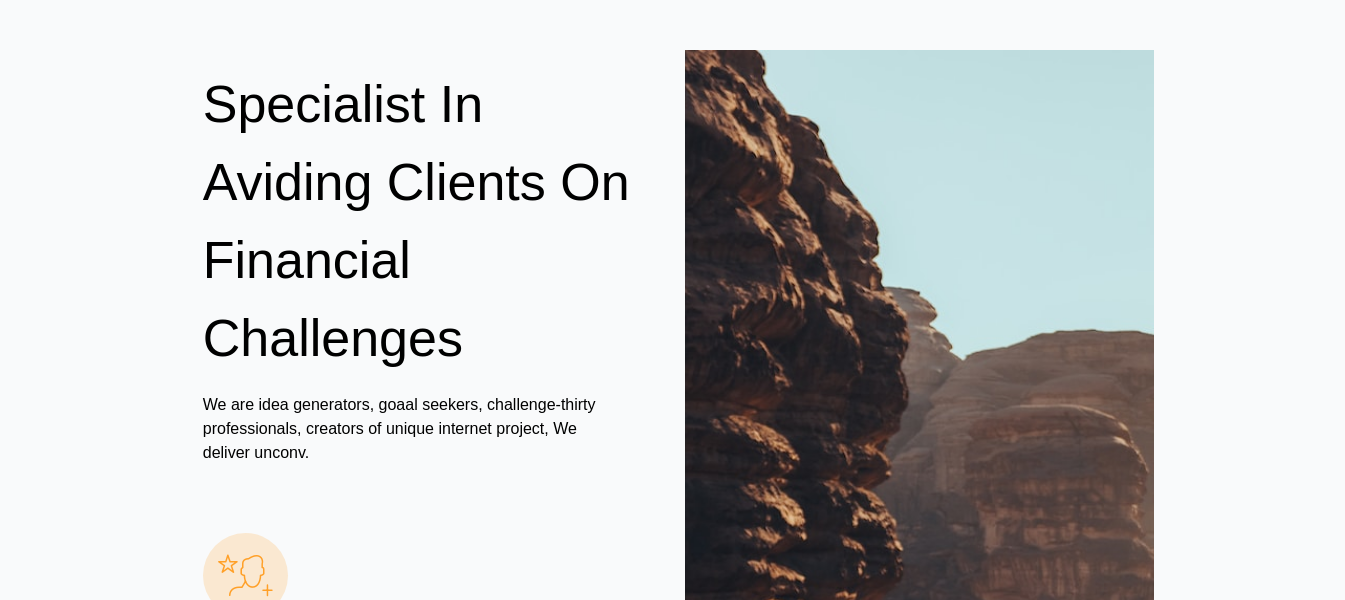 Specialist In
Aviding Clients On
Financial
Challenges
We are idea generators, goaal seekers, challenge-thirty
professionals, creators of unique internet project, We
deliver unconv.